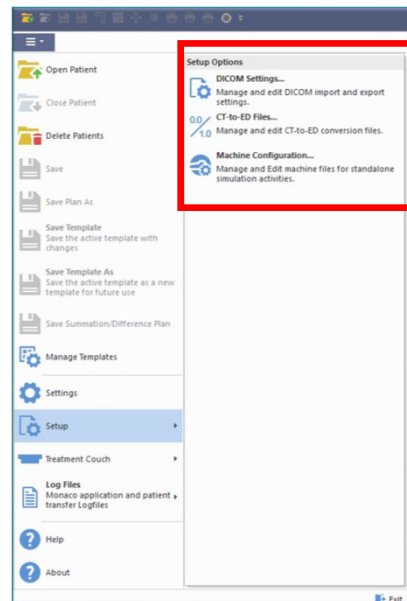 Open Patient
Close Patient
Delete Patients
Save
Save Plan As
Save Template
Save the active template with
changes
Save Template As
Save the active template as a new
template for future use
Save Summation/Difference Plan
Manage Templates
Settings
Setup
Treatment Couch
Log Files
Monaco application and patient
transfer Logfiles
Help
About
Setup Options
DICOM Settings...
Manage and edit DICOM import and export
settings.
0.0/1.0
CT-to-ED Files...
Manage and edit CT-to-ED conversion files.
Machine Configuration...
Manage and Edit machine files for standalone
simulation activities.
Exit